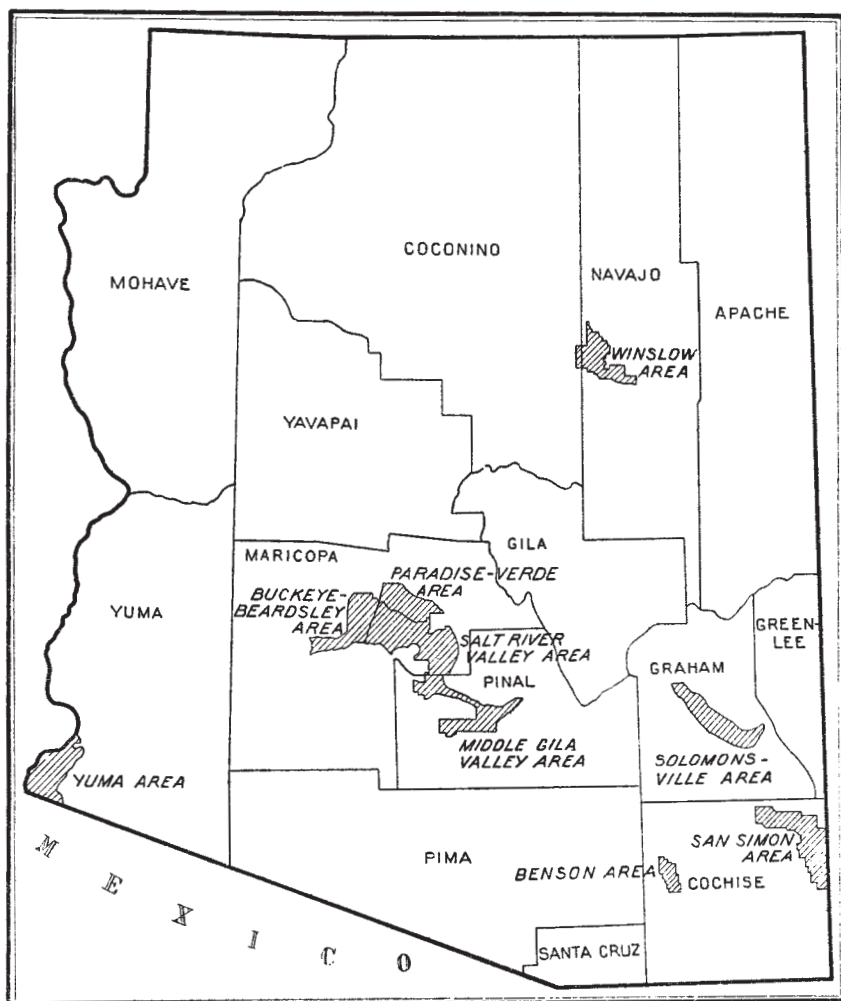 COCONINO
MOHAVE
NAVAJO
APACHE
WINSLOW
AREA
YAVAPAI
GILA
MARICOPA
PARADISE-VERDE
AREA
BUCKEYE-
BEARDSLEY
AREA
YUMA
GREEN-
LEE
SALT RIVER
VALLEY AREA
PINAL
GRAHAM
MIDDLE GILA
VALLEY AREA
SOLOMONS-
VILLE AREA
YUMA AREA
MEXICO
PIMA
SAN SIMON
AREA
BENSON AREA
COCHISE
SANTA CRUZ